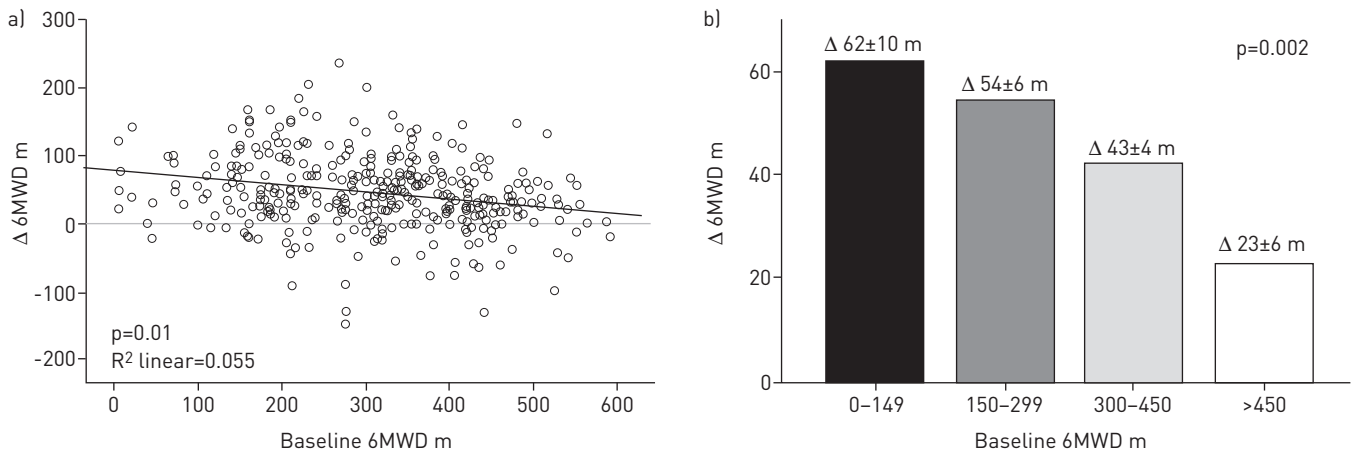 a)
300
200
100
0
-100
-200
Δ 6MWD m
p=0.01
R² linear=0.055
0 100 200 300 400 500 600
Baseline 6MWD m
b)
60
40
20
0
Δ 6MWD m
Δ 62±10 m
Δ 54±6 m
Δ 43±4 m
Δ 23±6 m
p=0.002
0–149 150–299 300–450 >450
Baseline 6MWD m